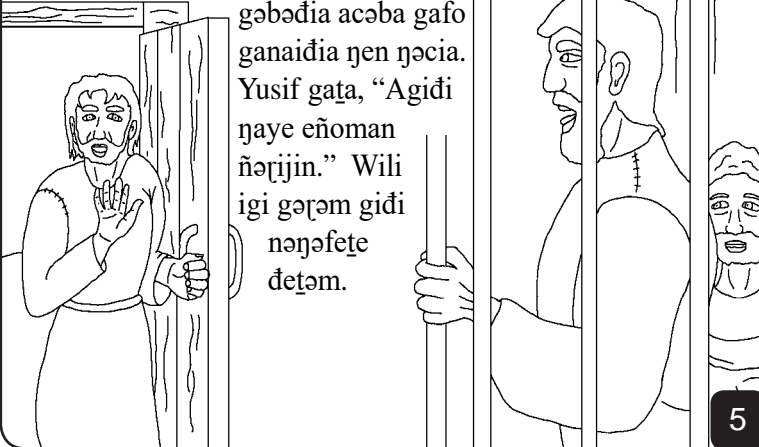 gəbəđia acəba gafo
ganaiđia ŋen ŋəcia.
Yusif gaṯa, “Agiđi
ŋaye eñoman
ñəɽijin.” Wili
igi gəɽəm giđi
nəŋəfeṯe
đeṯəm.
5